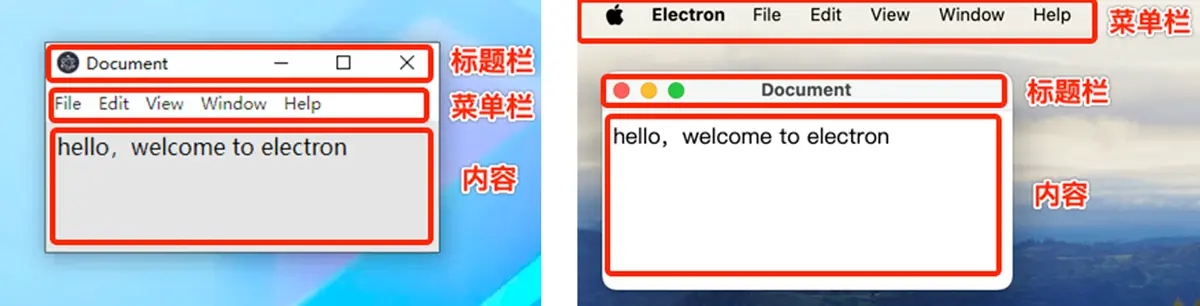 Document
标题栏
File Edit View Window Help
菜单栏
hello，welcome to electron
内容
Electron File Edit View Window Help
菜单栏
Document
标题栏
hello，welcome to electron
内容